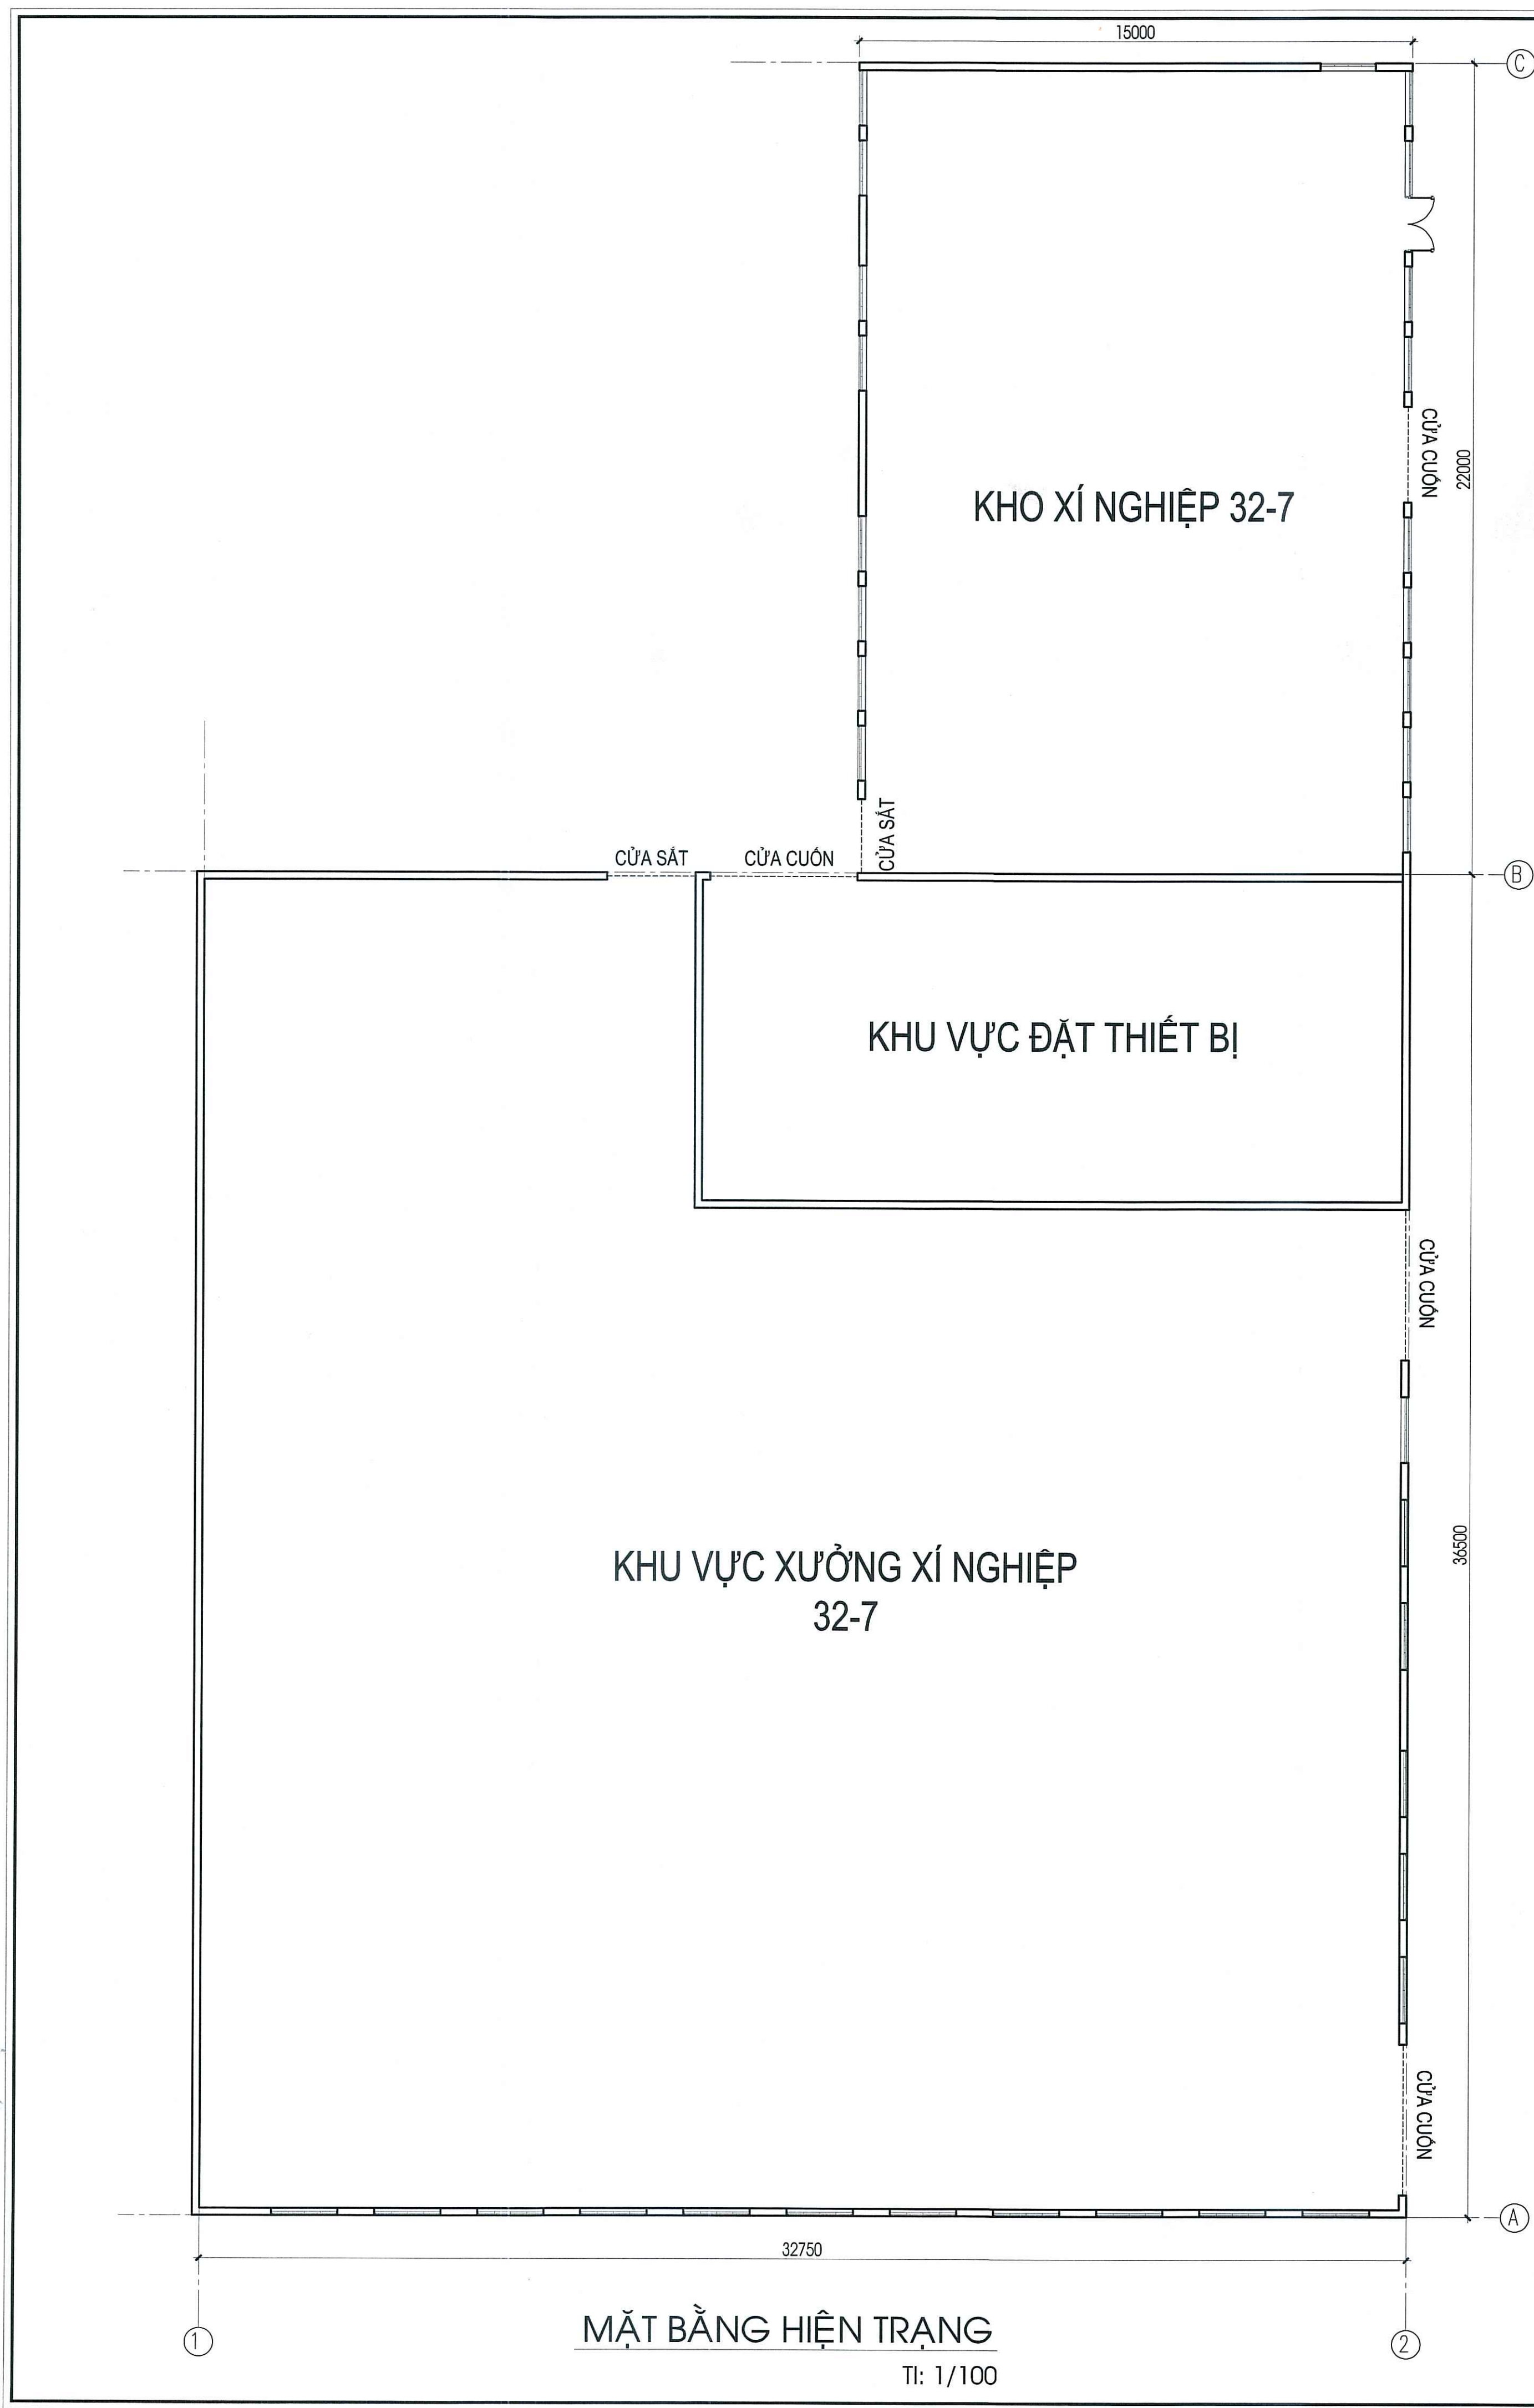 15000
C
CỬA CUỐN
22000
KHO XÍ NGHIỆP 32-7
CỬA SẮT
CỬA SẮT
CỬA CUỐN
B
KHU VỰC ĐẶT THIẾT BỊ
CỬA CUỐN
KHU VỰC XƯỞNG XÍ NGHIỆP
32-7
36500
CỬA CUỐN
A
32750
1
2
MẶT BẰNG HIỆN TRẠNG
Tl: 1/100